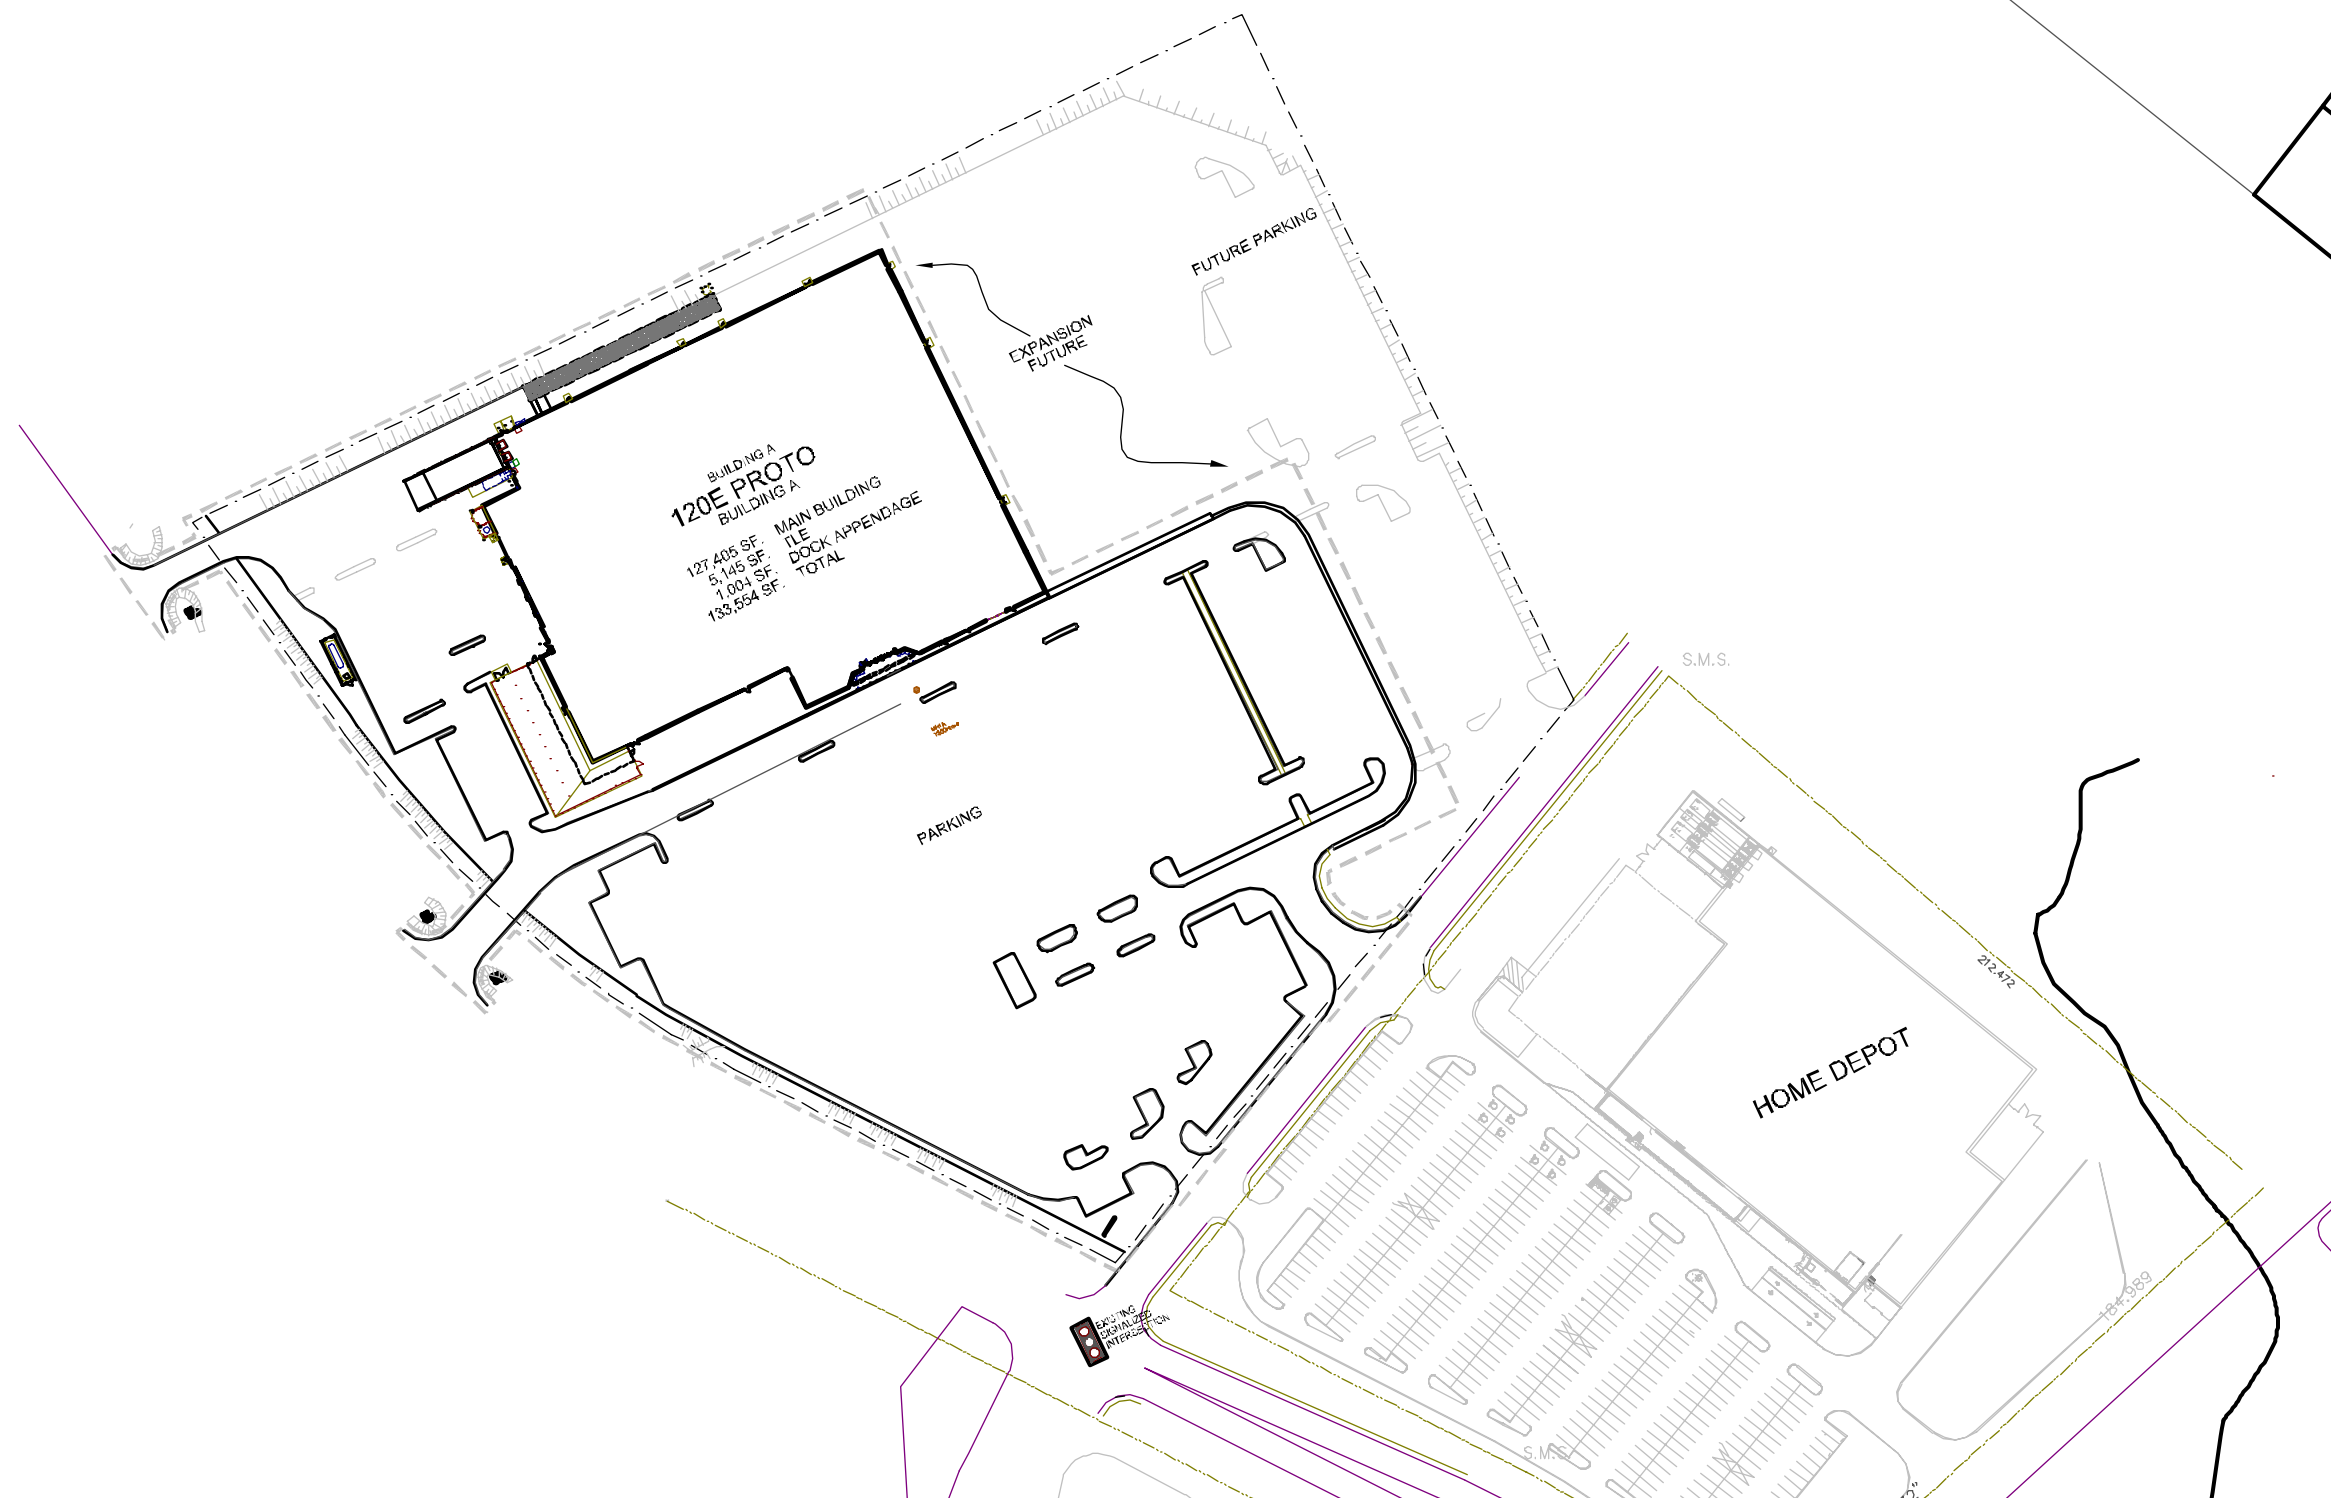 FUTURE PARKING
EXPANSION
FUTURE
BUILDING A
120E PROTO
BUILDING A
127,405 SF. MAIN BUILDING
5,145 SF. TLE
1,004 SF. DOCK APPENDAGE
133,554 SF. TOTAL
S.M.S.
PARKING
212.472
HOME DEPOT
184.989
EXISTING
SIGNALIZED
INTERSECTION
S.M.S.